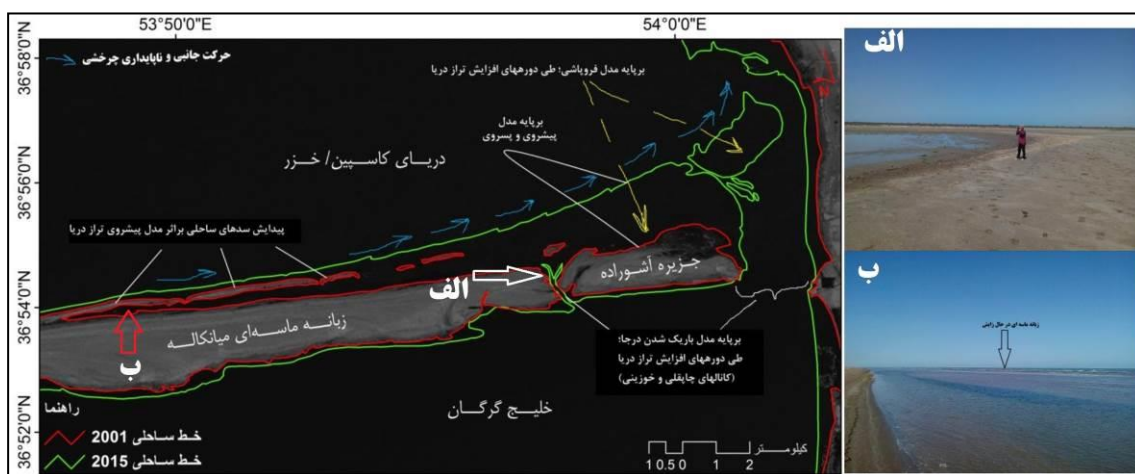 53°50'0"E
54°0'0"E
36°58'0"N
36°56'0"N
36°54'0"N
36°52'0"N
حرکت جانبی و ناپایداری چرخشی
برپایه مدل فروپاشی؛ طی دوره‌های افزایش تراز دریا
برپایه مدل
پیشروی و پسروی
دریای کاسپین/ خزر
پیدایش سدهای ساحلی براثر مدل پیشروی تراز دریا
جزیره آشوراده
الف
زبانه ماسه‌ای میانکاله
ب
برپایه مدل باریک شدن درجا؛
طی دورههای افزایش تراز دریا
(کانالهای چاپقلی و خوزینی)
خلیج گرگان
راهنما
خط ساحلی 2001
خط ساحلی 2015
کیلومتر
1 0.5 0 1 2
الف
ب
زبانه ماسه ای در حال زایش